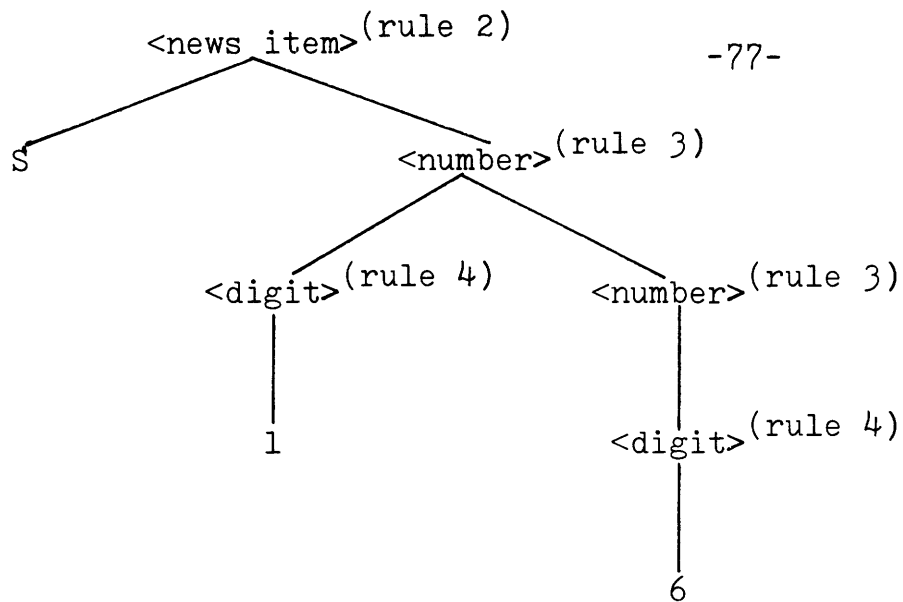 <news item>(rule 2)
-77-
S
<number>(rule 3)
<digit>(rule 4)
<number>(rule 3)
1
<digit>(rule 4)
6